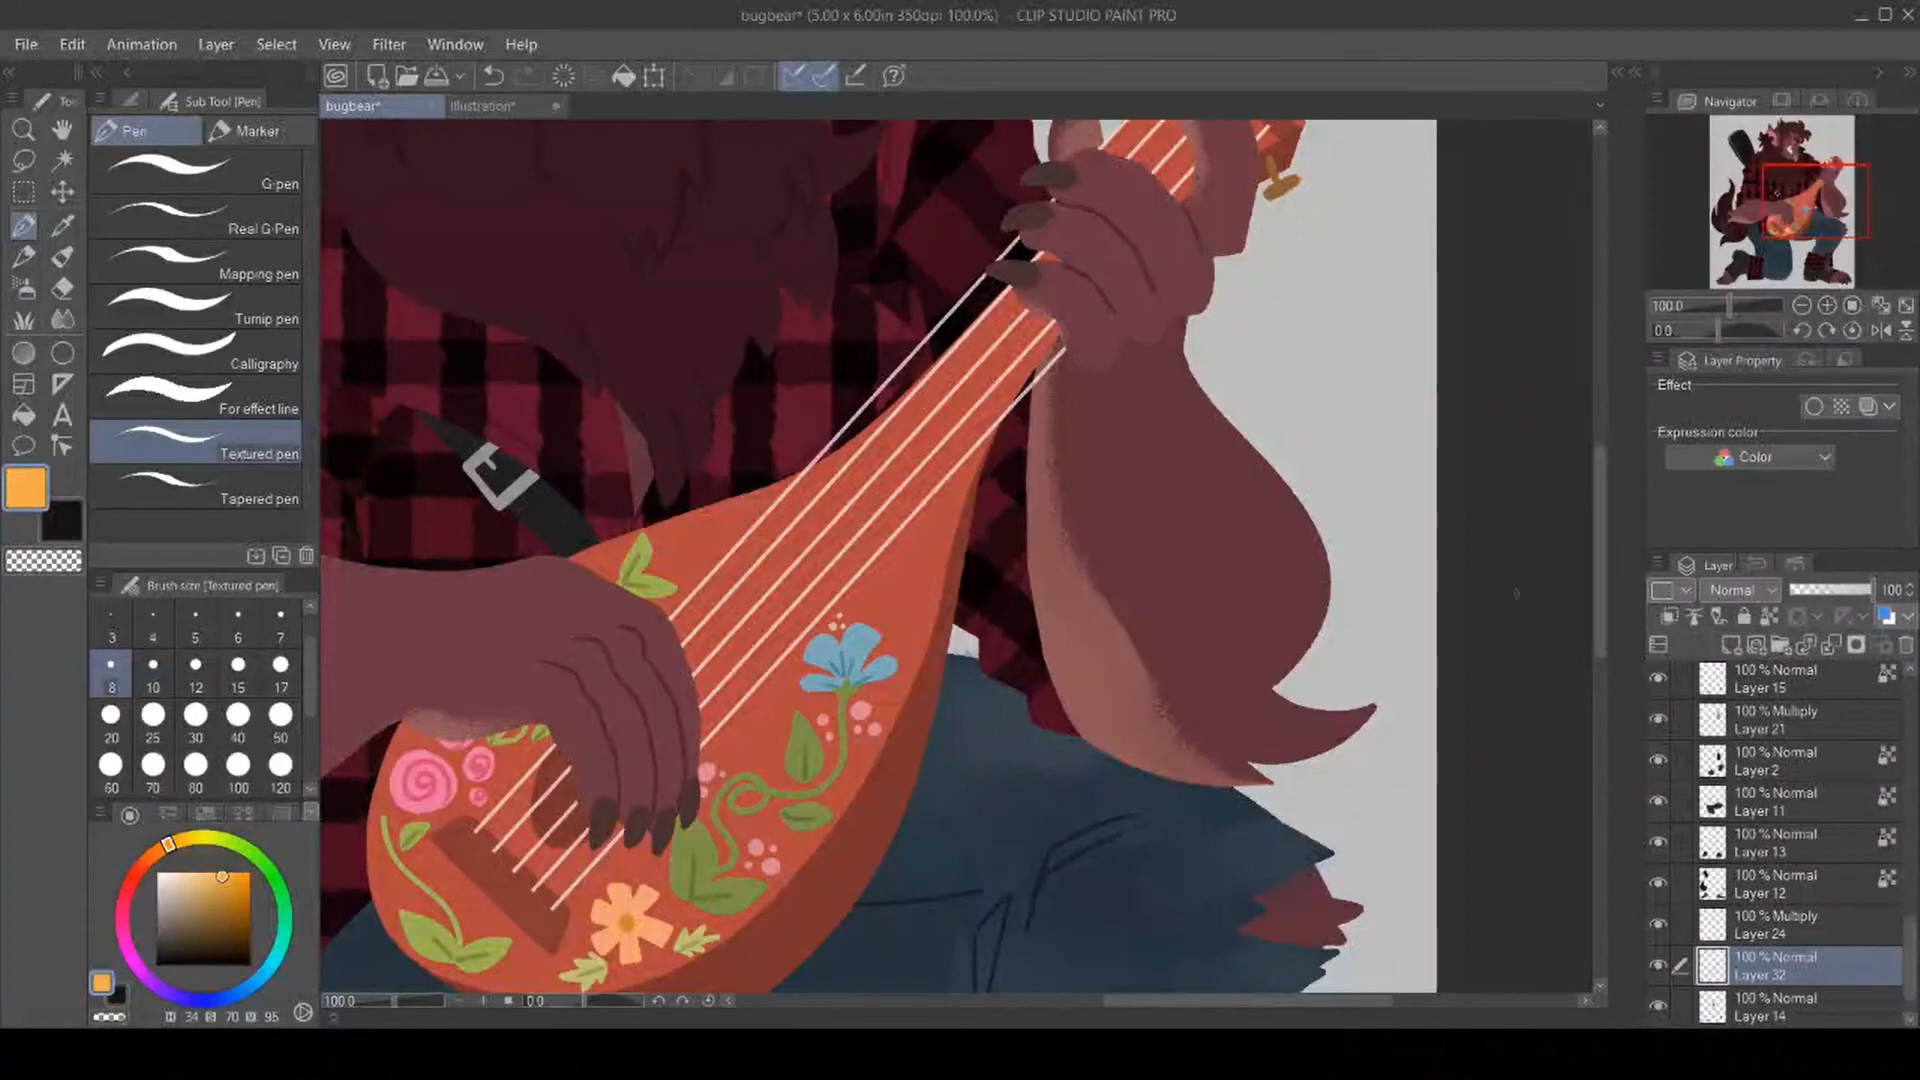 bugbear* (5.00 x 6.00in 350dpi 100.0%) - CLIP STUDIO PAINT PRO
File Edit Animation Layer Select View Filter Window Help
Sub Tool [Pen]
bugbear* Illustration*
Pen Marker
G-pen
Real G-Pen
Mapping pen
Turnip pen
Calligraphy
For effect line
Textured pen
Tapered pen
Brush size [Textured pen]
3 4 5 6 7
8 10 12 15 17
20 25 30 40 50
60 70 80 100 120
H 34 S 70 V 95
100.0 0.0
Navigator
100.0
0.0
Layer Property
Effect
Expression color
Color
Layer
Normal 100
100 % Normal
Layer 15
100 % Multiply
Layer 21
100 % Normal
Layer 2
100 % Normal
Layer 11
100 % Normal
Layer 13
100 % Normal
Layer 12
100 % Multiply
Layer 24
100 % Normal
Layer 32
100 % Normal
Layer 14